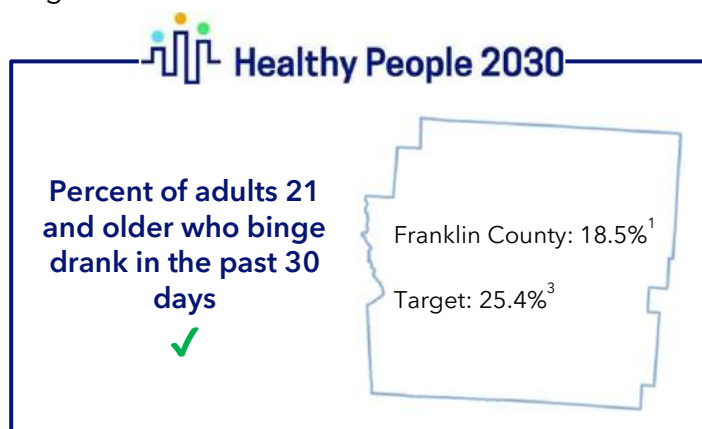 Healthy People 2030
Percent of adults 21
and older who binge
drank in the past 30
days
✓
Franklin County: 18.5%¹
Target: 25.4%³